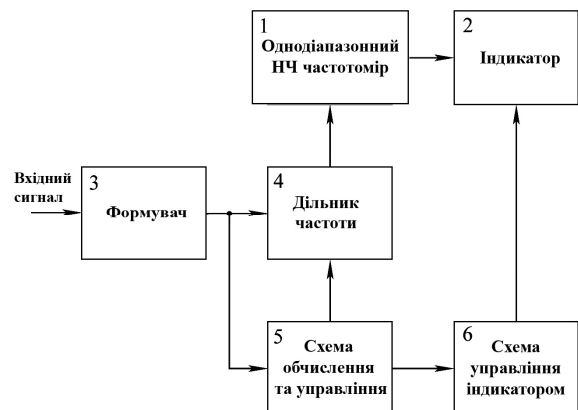 1
Однодіапазонний
НЧ частотомір
2
Індикатор
Вхідний
сигнал
3
Формувач
4
Дільник
частоти
5
Схема
обчислення
та управління
6
Схема
управління
індикатором